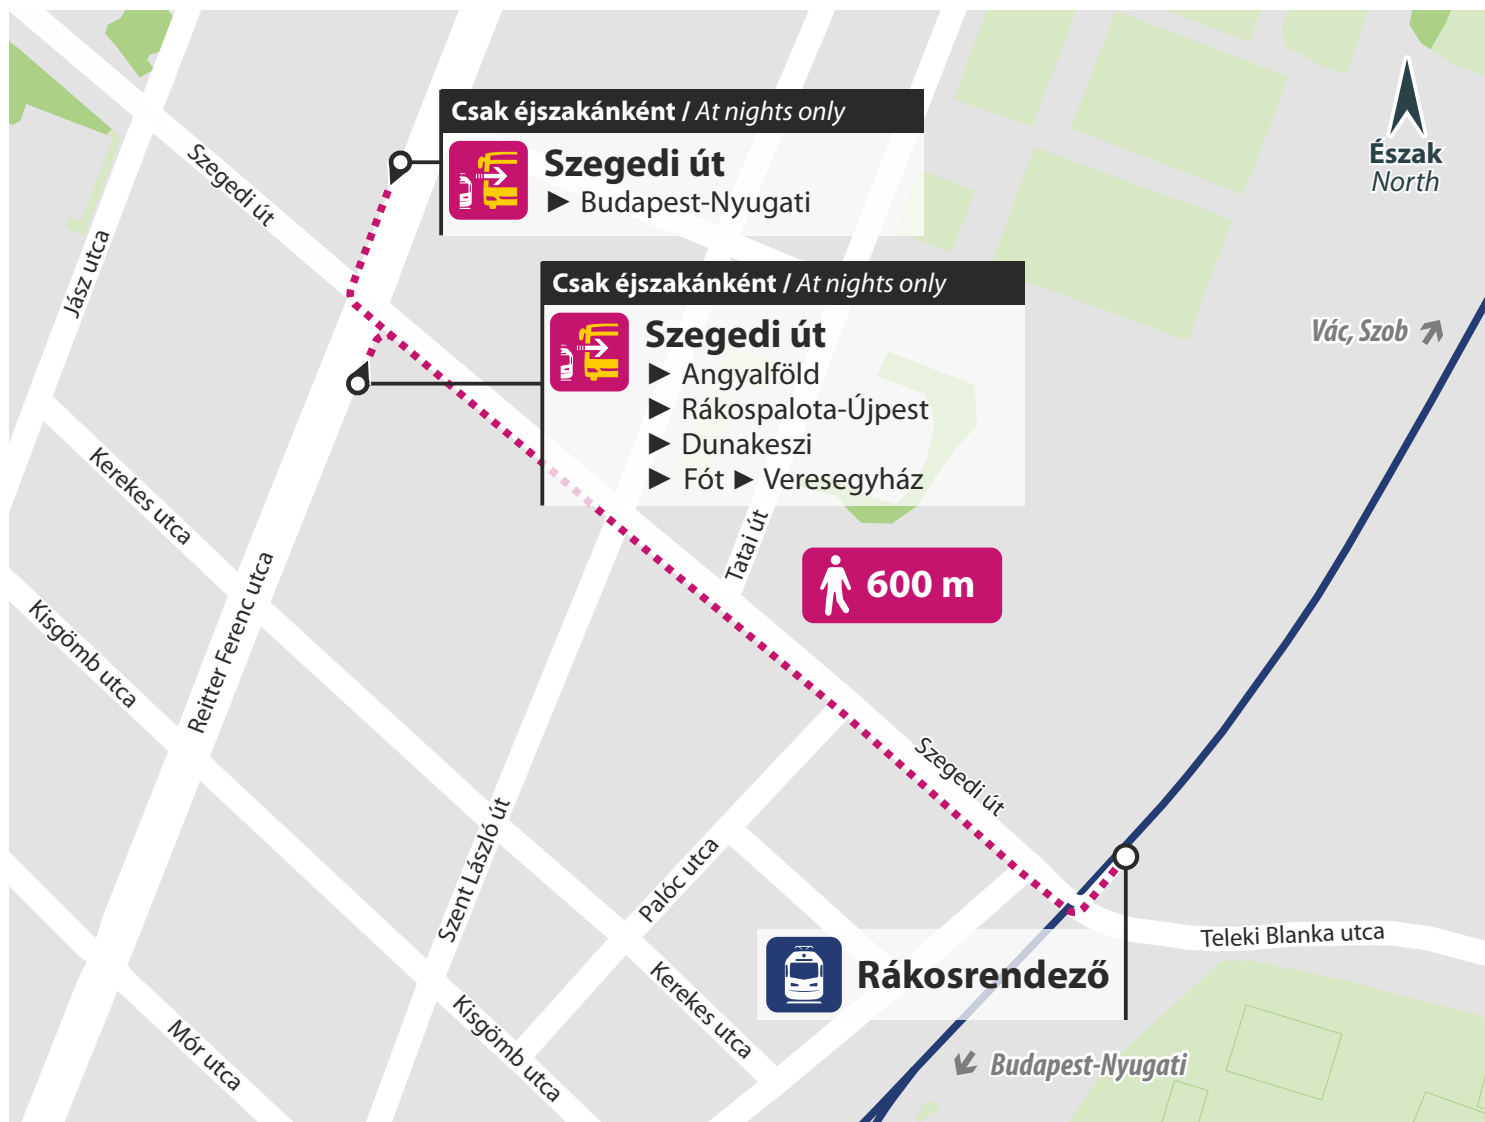 Csak éjszakánként / At nights only
Szegedi út
► Budapest-Nyugati
Észak
North
Szegedi út
Jász utca
Csak éjszakánként / At nights only
Szegedi út
► Angyalföld
► Rákospalota-Újpest
► Dunakeszi
► Fót ► Veresegyház
Vác, Szob
Kerekes utca
Tatai út
600 m
Kisgömb utca
Reitter Ferenc utca
Szegedi út
Szent László út
Palóc utca
Teleki Blanka utca
Rákosrendező
Kerekes utca
Kisgömb utca
Mór utca
Budapest-Nyugati